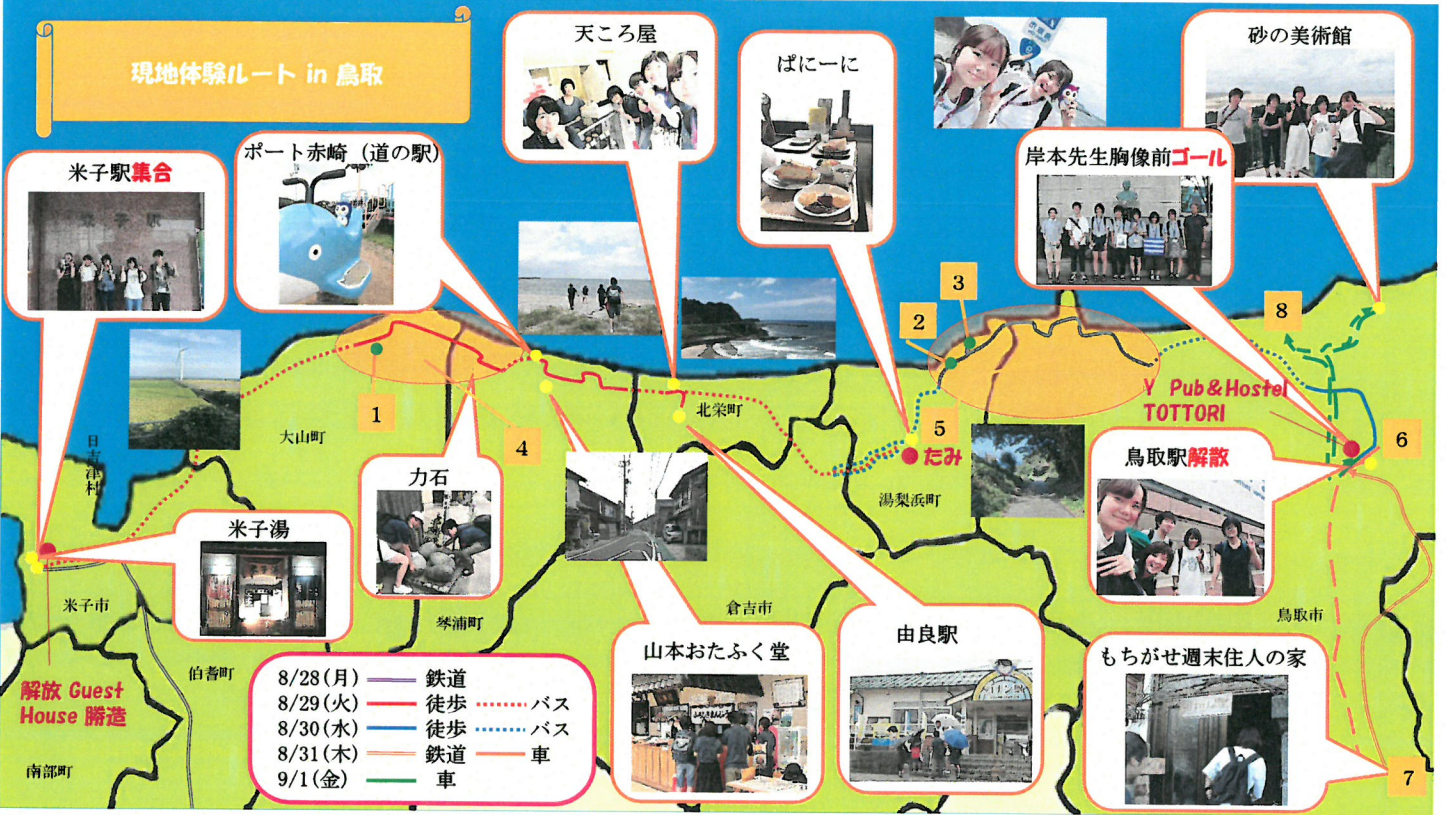 現地体験ルート in 鳥取
米子駅集合
ポート赤崎（道の駅）
天ころ屋
ぱにーに
岸本先生胸像前ゴール
砂の美術館
米子駅
1
2
3
4
5
6
7
8
日吉津村
大山町
北栄町
湯梨浜町
たみ
Y Pub&Hostel
TOTTORI
鳥取駅解散
力石
米子湯
米子市
琴浦町
倉吉市
鳥取市
伯耆町
南部町
解放 Guest
House 勝造
山本おたふく堂
由良駅
もちがせ週末住人の家
8/28(月) 鉄道
8/29(火) 徒歩 バス
8/30(水) 徒歩 バス
8/31(木) 鉄道 車
9/1(金) 車